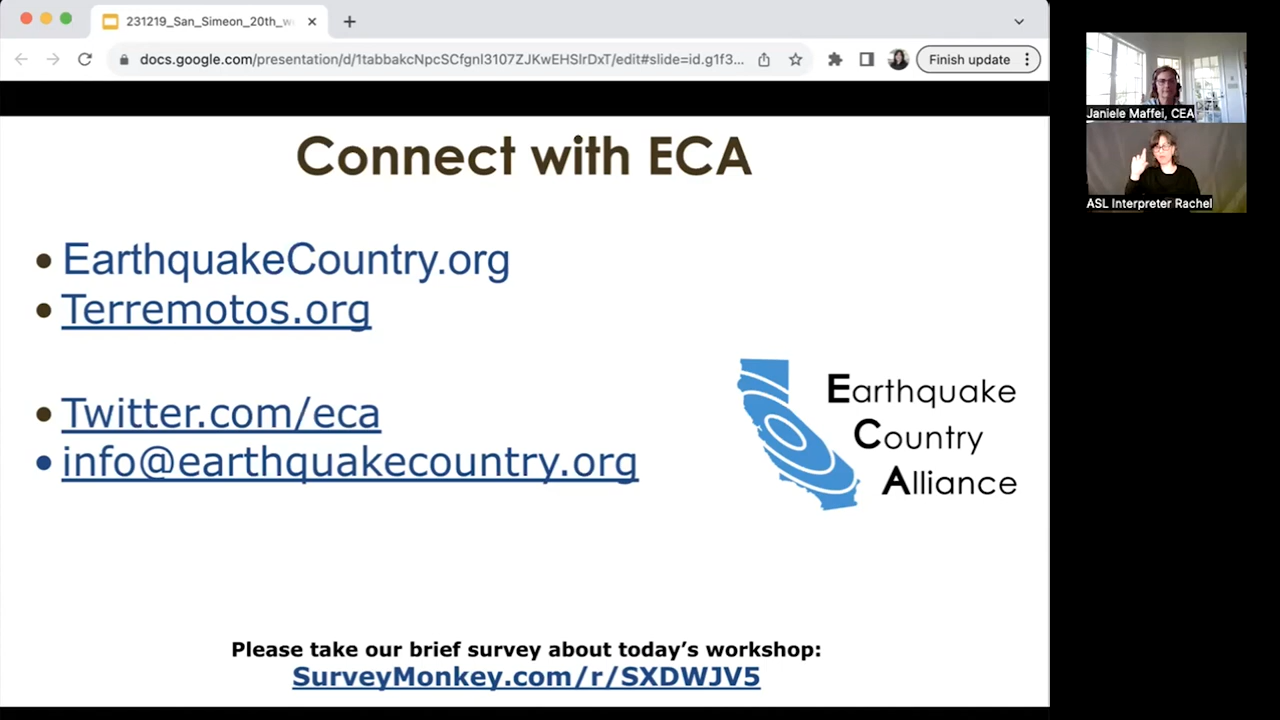 231219_San_Simeon_20th_w
docs.google.com/presentation/d/1tabbakcNpcSCfgnl3107ZJKwEHSlrDxT/edit#slide=id.g1f3...
Finish update
Connect with ECA
• EarthquakeCountry.org
• Terremotos.org
• Twitter.com/eca
• info@earthquakecountry.org
Earthquake
Country
Alliance
Please take our brief survey about today's workshop:
SurveyMonkey.com/r/SXDWJV5
Janiele Maffei, CEA
ASL Interpreter Rachel